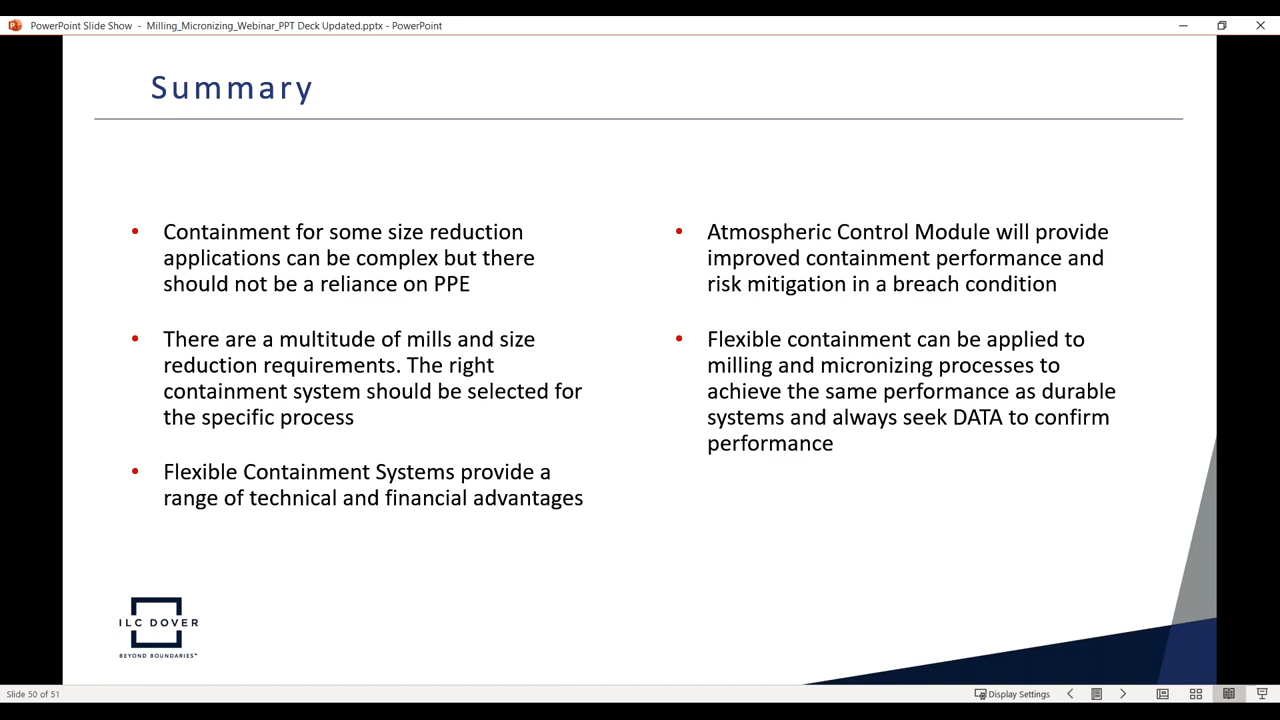 PowerPoint Slide Show - Milling_Micronizing_Webinar_PPT Deck Updated.pptx - PowerPoint
Summary
• Containment for some size reduction
applications can be complex but there
should not be a reliance on PPE
• There are a multitude of mills and size
reduction requirements. The right
containment system should be selected for
the specific process
• Flexible Containment Systems provide a
range of technical and financial advantages
• Atmospheric Control Module will provide
improved containment performance and
risk mitigation in a breach condition
• Flexible containment can be applied to
milling and micronizing processes to
achieve the same performance as durable
systems and always seek DATA to confirm
performance
ILC DOVER
BEYOND BOUNDARIES™
Slide 50 of 51
Display Settings